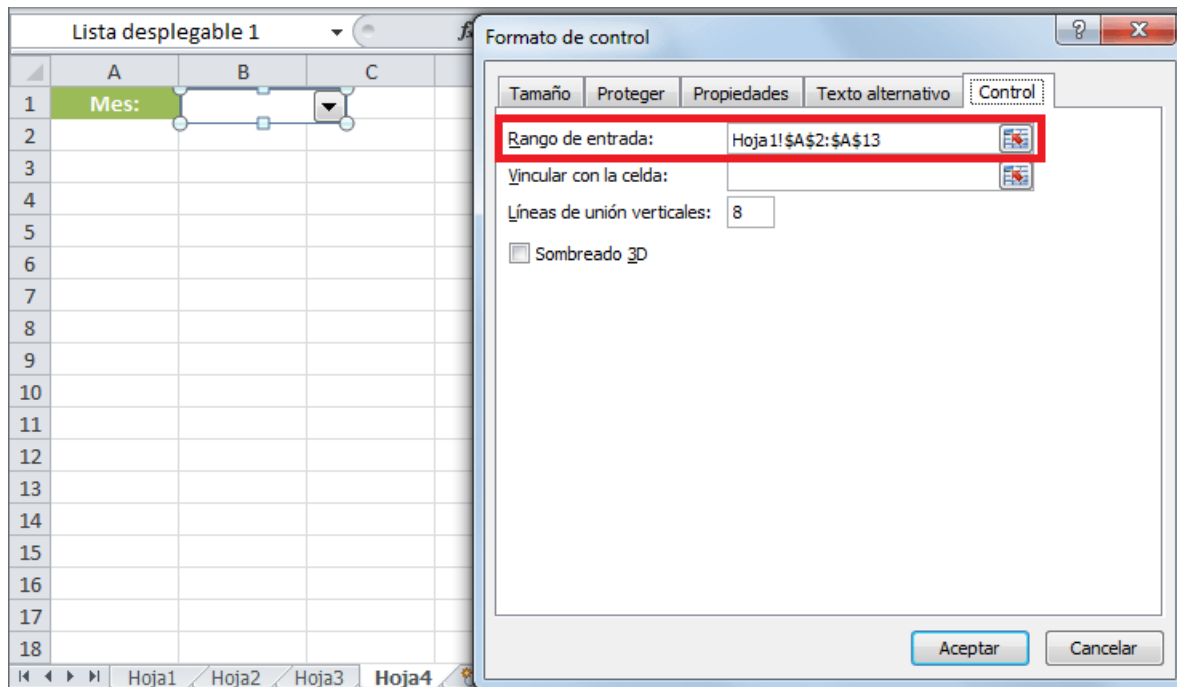 Lista desplegable 1
A B C
1 Mes:
2
3
4
5
6
7
8
9
10
11
12
13
14
15
16
17
18
Hoja1 Hoja2 Hoja3 Hoja4
Formato de control
Tamaño Proteger Propiedades Texto alternativo Control
Rango de entrada: Hoja1!$A$2:$A$13
Vincular con la celda:
Líneas de unión verticales: 8
Sombreado 3D
Aceptar Cancelar